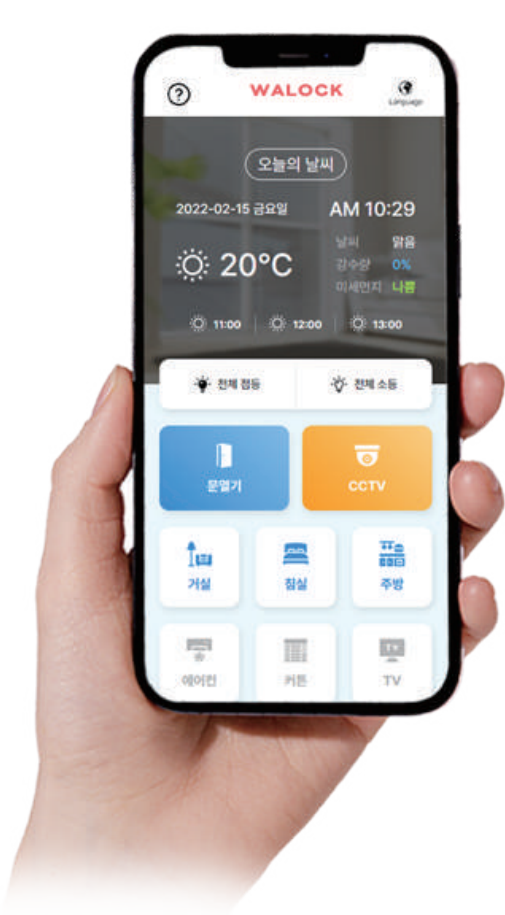 WALOCK
Language
오늘의 날씨
2022-02-15 금요일
AM 10:29
20°C
날씨 맑음
강수량 0%
미세먼지 나쁨
11:00 12:00 13:00
전체 점등 전체 소등
문열기 CCTV
거실 침실 주방
에어컨 커튼 TV